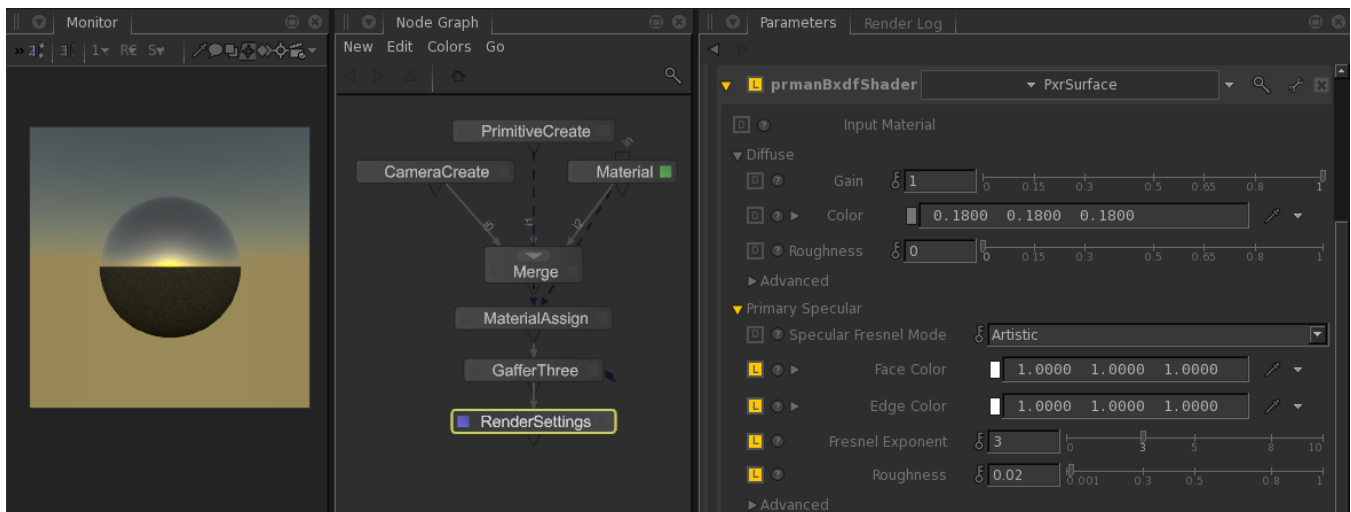 Monitor
1 R€ S
Node Graph
New Edit Colors Go
PrimitiveCreate
in
CameraCreate
Material
i0 i1 i2
Merge
MaterialAssign
GafferThree
RenderSettings
Parameters Render Log
L prmanBxdfShader PxrSurface
D ? Input Material
Diffuse
D ? Gain 1 0 0.15 0.3 0.5 0.65 0.8 1
D ? Color 0.1800 0.1800 0.1800
D ? Roughness 0 0 0.15 0.3 0.5 0.65 0.8 1
Advanced
Primary Specular
D ? Specular Fresnel Mode Artistic
L ? Face Color 1.0000 1.0000 1.0000
L ? Edge Color 1.0000 1.0000 1.0000
L ? Fresnel Exponent 3 0 3 5 8 10
L ? Roughness 0.02 0.001 0.3 0.5 0.8 1
Advanced